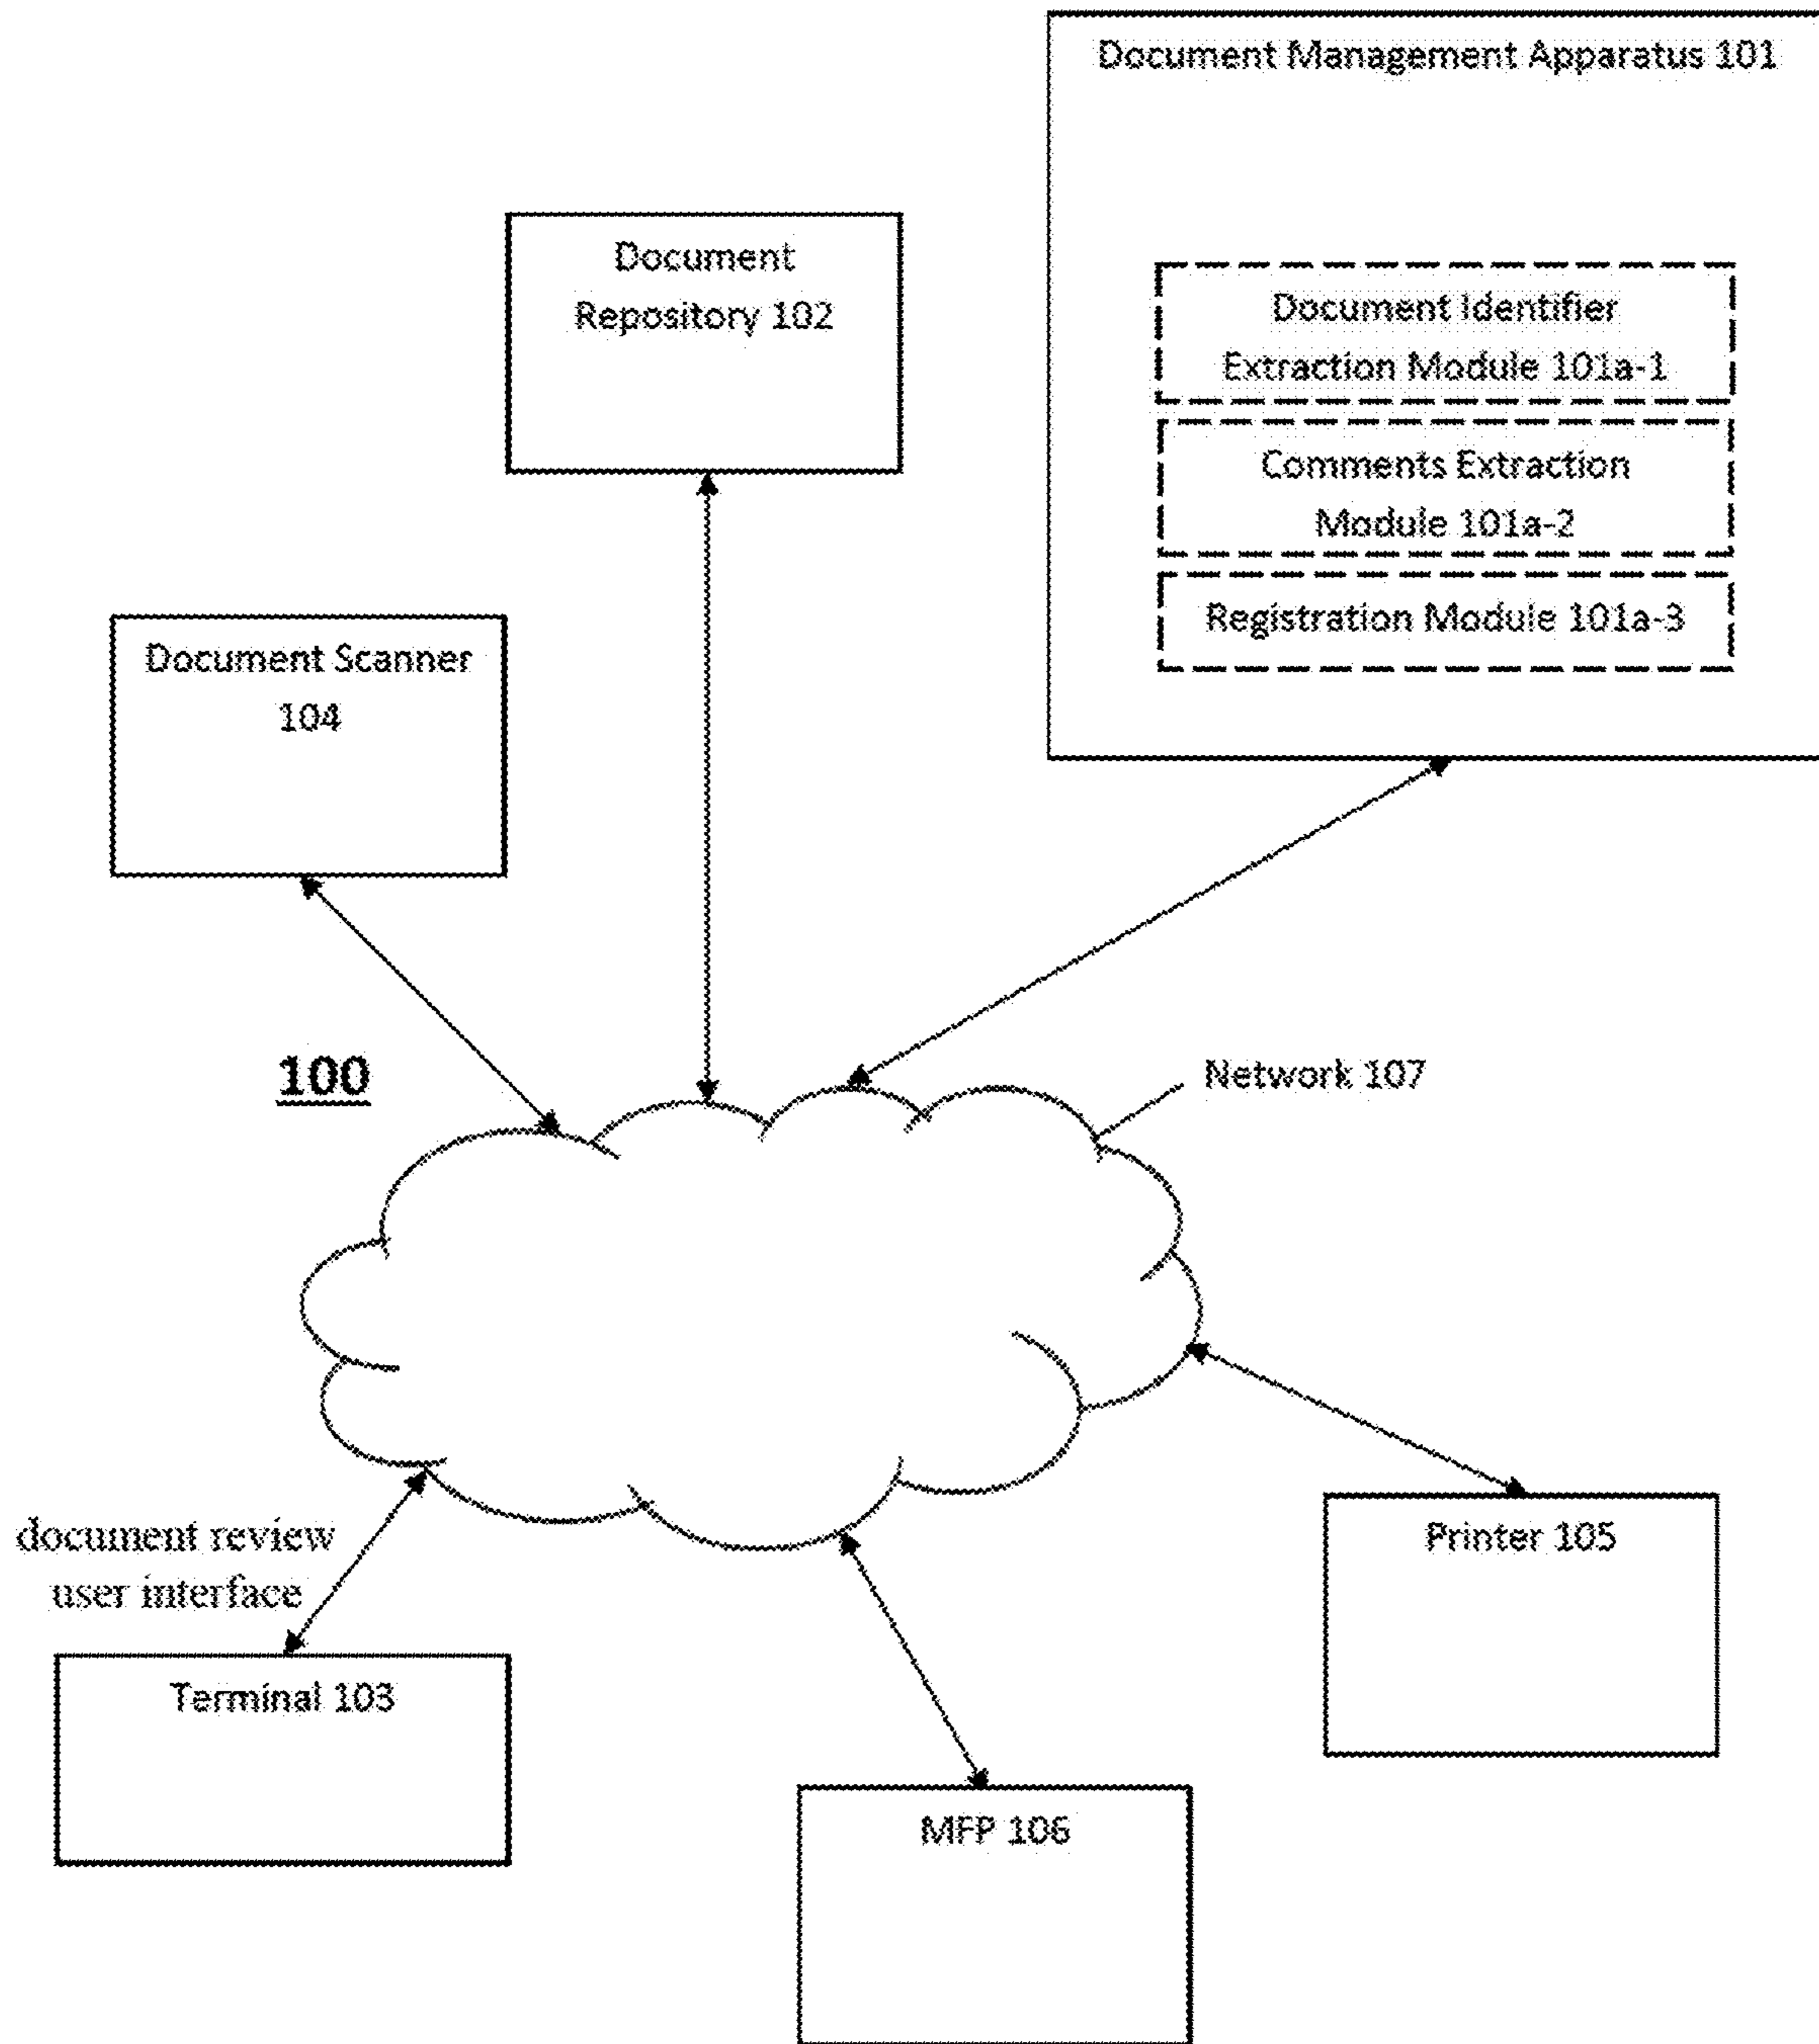 Document Management Apparatus 101
Document
Repository 102
Document Identifier
Extraction Module 101a-1
Comments Extraction
Module 101a-2
Registration Module 101a-3
Document Scanner
104
100
Network 107
document review
user interface
Printer 105
Terminal 103
MFP 106